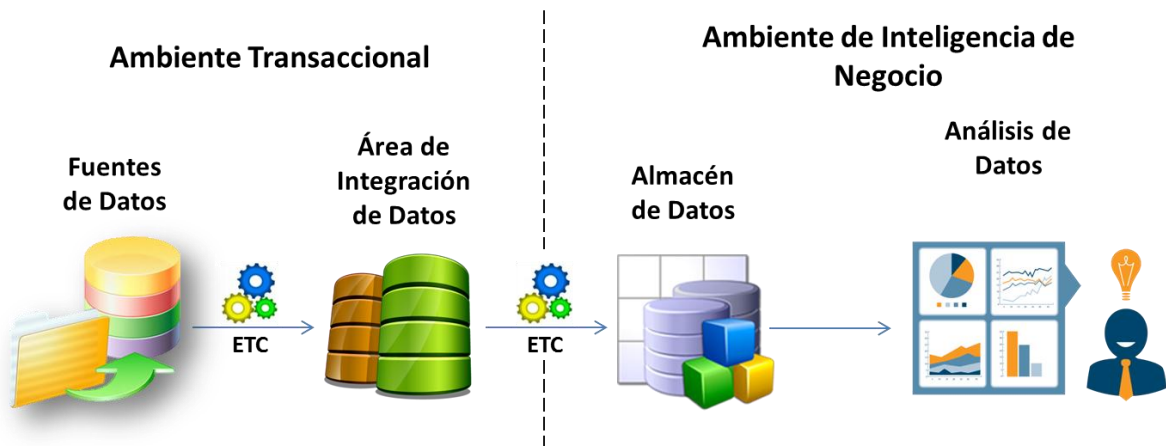 Ambiente Transaccional
Ambiente de Inteligencia de
Negocio
Fuentes
de Datos
Área de
Integración
de Datos
Almacén
de Datos
Análisis de
Datos
ETC
ETC